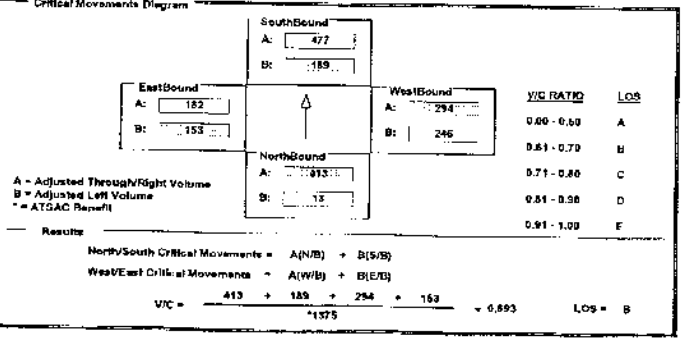 Critical Movements Diagram
SouthBound
A: 477
B: 189
EastBound
A: 182
B: 153
WestBound
A: 294
B: 246
V/C RATIO LOS
0.00 - 0.60 A
0.61 - 0.70 B
0.71 - 0.80 C
0.81 - 0.90 D
0.91 - 1.00 E
NorthBound
A: 413
B: 13
A = Adjusted Through/Right Volume
B = Adjusted Left Volume
* = ATSAC Benefit
Results
North/South Critical Movements = A(N/B) + B(S/B)
West/East Critical Movements = A(W/B) + B(E/B)
V/C = 413 + 189 + 294 + 153 = 0.693 LOS = B
*1375